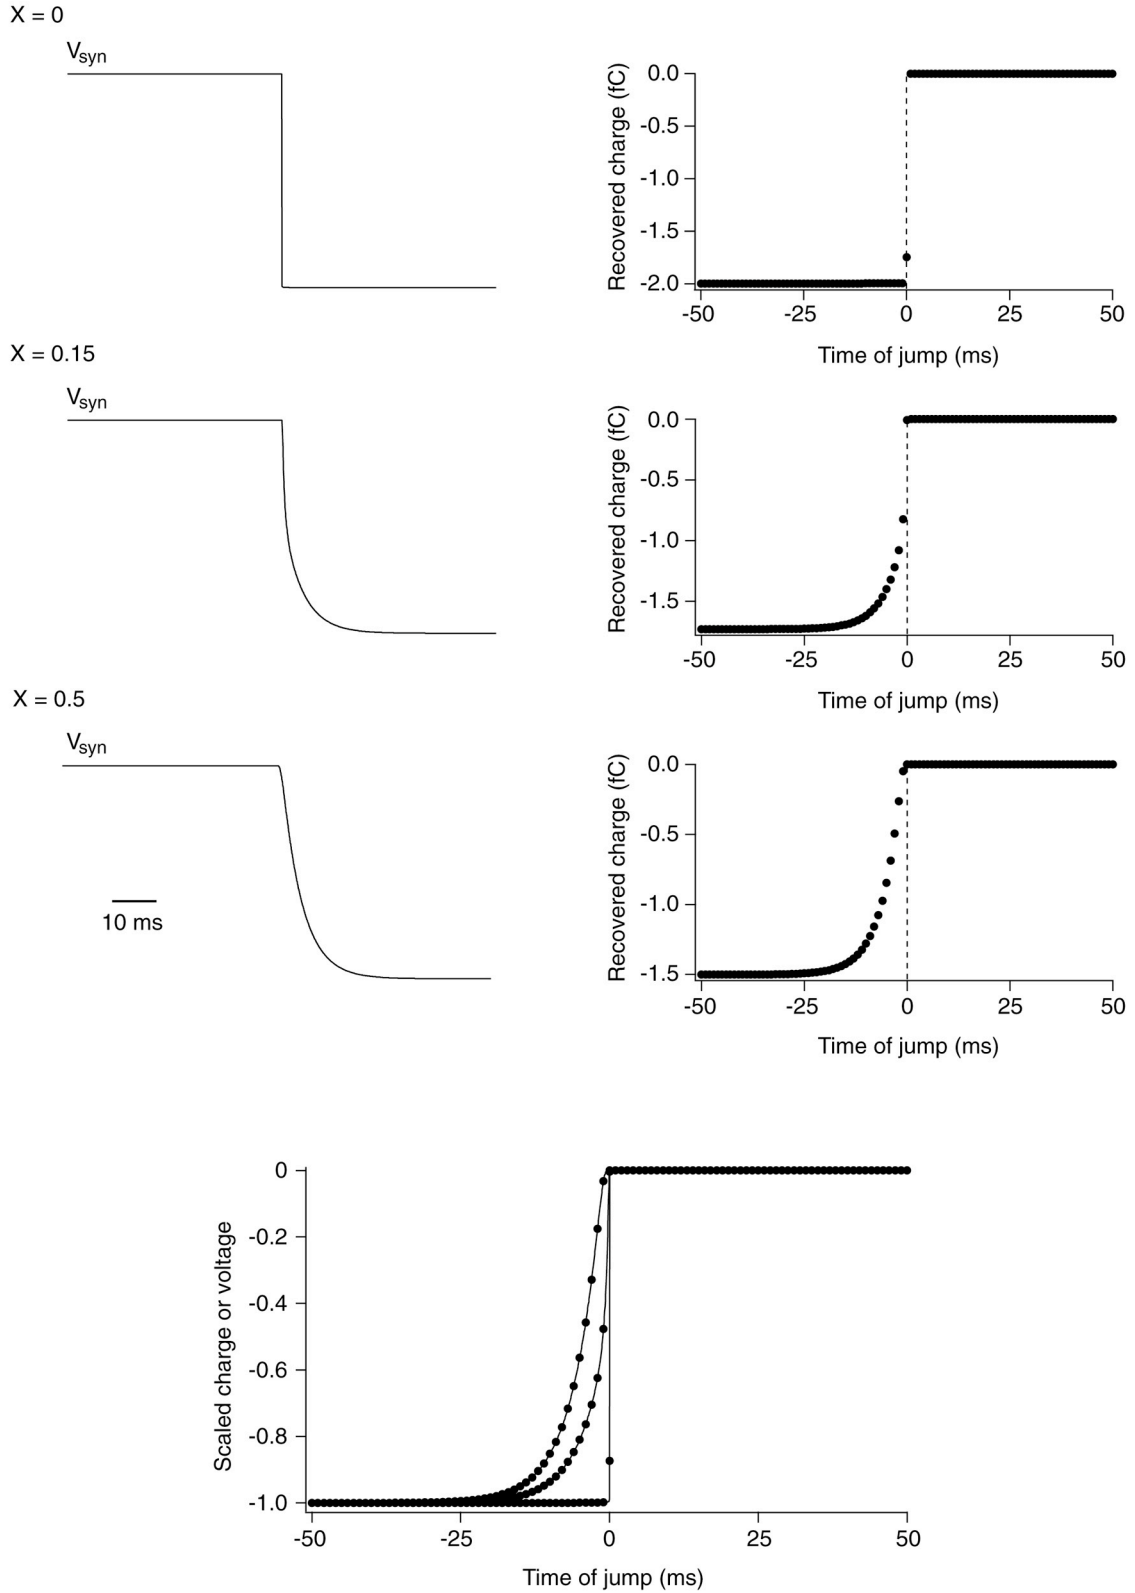 X = 0
Vsyn
Recovered charge (fC)
0.0
-0.5
-1.0
-1.5
-2.0
-50 -25 0 25 50
Time of jump (ms)
X = 0.15
Vsyn
Recovered charge (fC)
0.0
-0.5
-1.0
-1.5
-50 -25 0 25 50
Time of jump (ms)
X = 0.5
Vsyn
10 ms
Recovered charge (fC)
0.0
-0.5
-1.0
-1.5
-50 -25 0 25 50
Time of jump (ms)
Scaled charge or voltage
0
-0.2
-0.4
-0.6
-0.8
-1.0
-50 -25 0 25 50
Time of jump (ms)